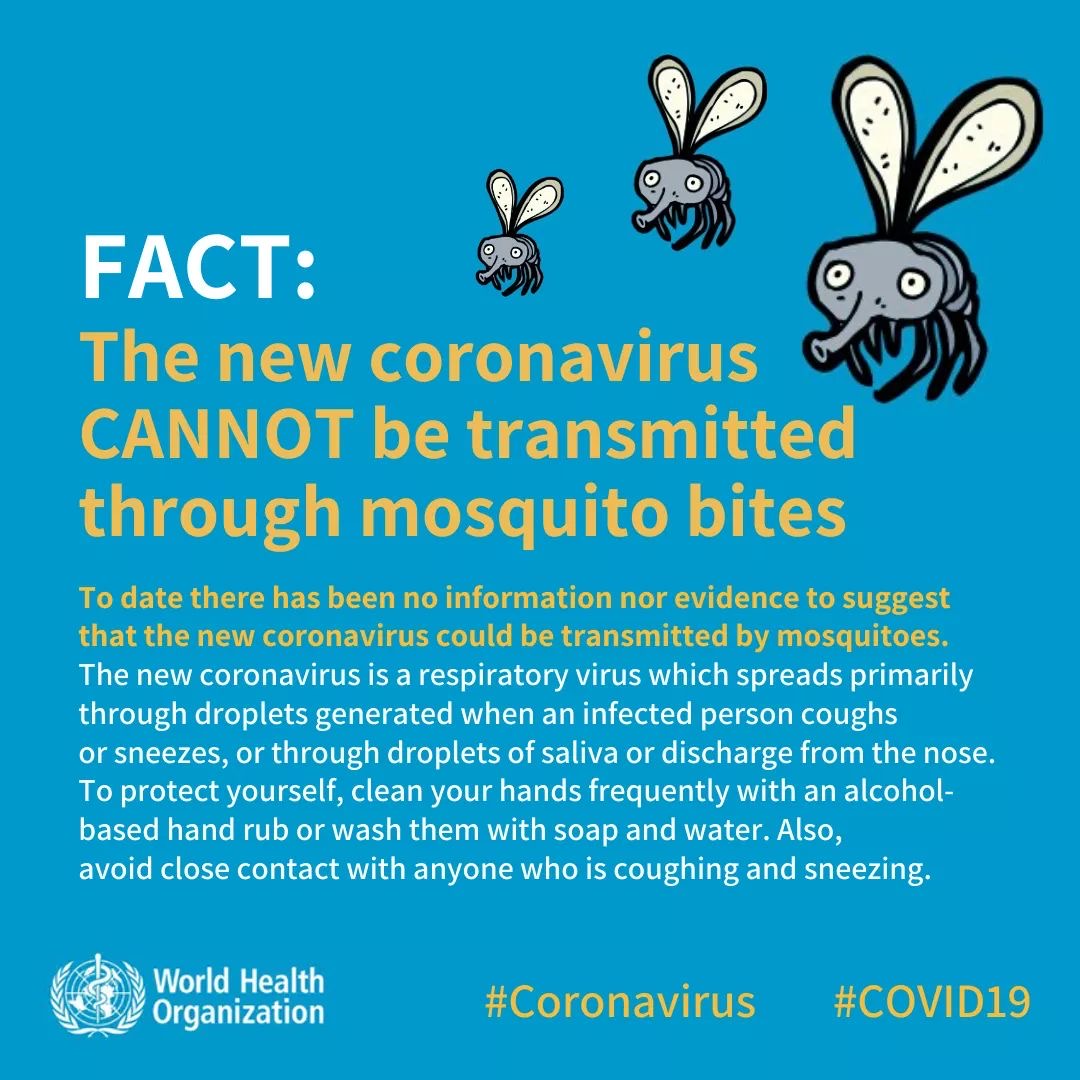 FACT:
The new coronavirus
CANNOT be transmitted
through mosquito bites
To date there has been no information nor evidence to suggest
that the new coronavirus could be transmitted by mosquitoes.
The new coronavirus is a respiratory virus which spreads primarily
through droplets generated when an infected person coughs
or sneezes, or through droplets of saliva or discharge from the nose.
To protect yourself, clean your hands frequently with an alcohol-
based hand rub or wash them with soap and water. Also,
avoid close contact with anyone who is coughing and sneezing.
World Health
Organization
#Coronavirus #COVID19